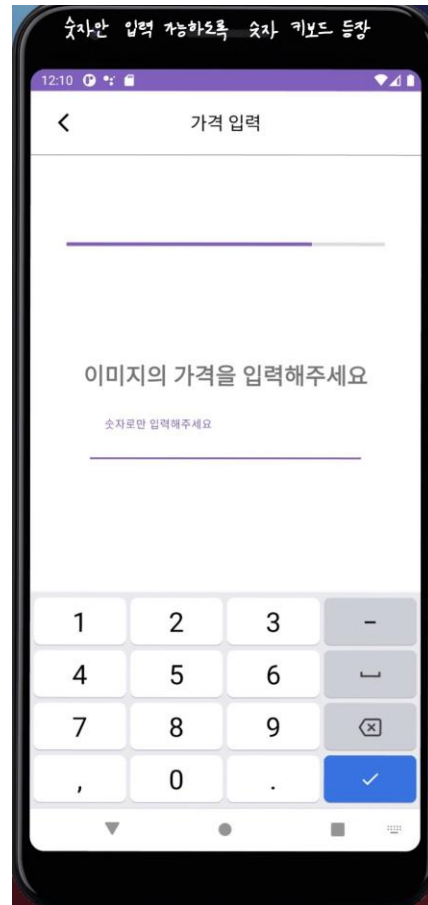 숫자만 입력 가능하도록 숫자 키보드 등장
12:10
가격 입력
이미지의 가격을 입력해주세요
숫자로만 입력해주세요
1 2 3 -
4 5 6
7 8 9
, 0 .